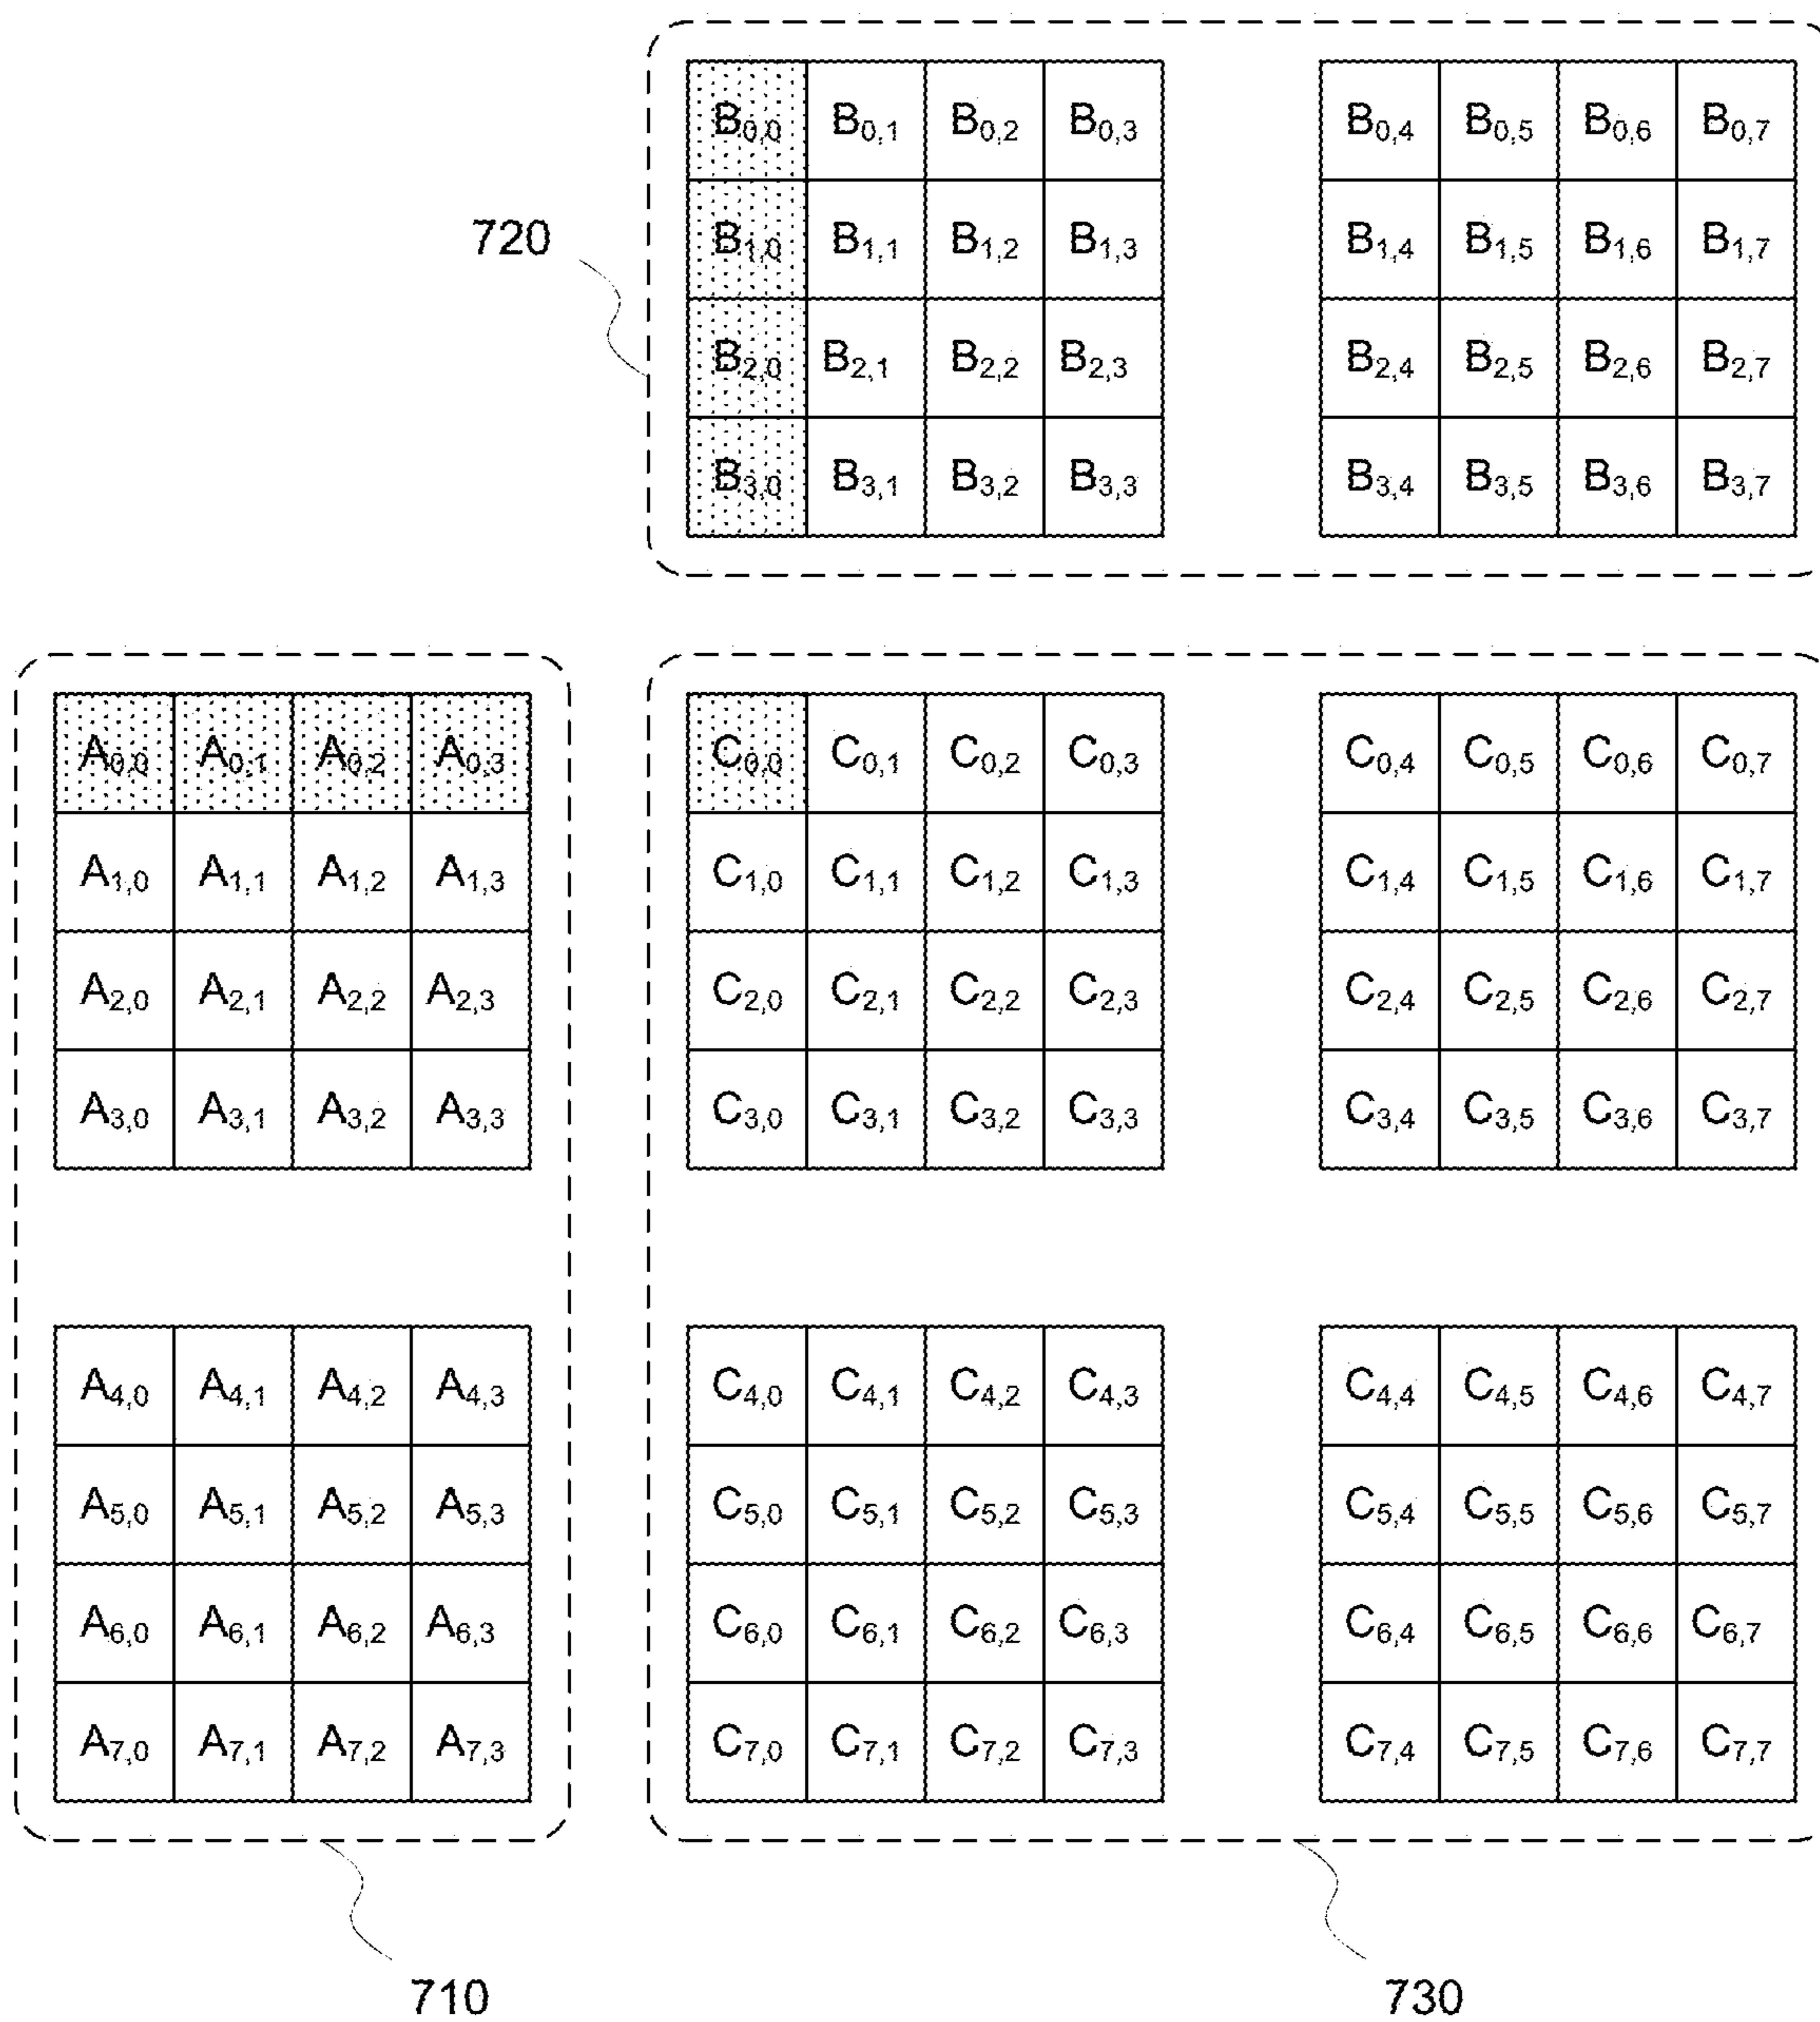 B0,0 B0,1 B0,2 B0,3 B0,4 B0,5 B0,6 B0,7
720
B1,0 B1,1 B1,2 B1,3 B1,4 B1,5 B1,6 B1,7
B2,0 B2,1 B2,2 B2,3 B2,4 B2,5 B2,6 B2,7
B3,0 B3,1 B3,2 B3,3 B3,4 B3,5 B3,6 B3,7
A0,0 A0,1 A0,2 A0,3 C0,0 C0,1 C0,2 C0,3 C0,4 C0,5 C0,6 C0,7
A1,0 A1,1 A1,2 A1,3 C1,0 C1,1 C1,2 C1,3 C1,4 C1,5 C1,6 C1,7
A2,0 A2,1 A2,2 A2,3 C2,0 C2,1 C2,2 C2,3 C2,4 C2,5 C2,6 C2,7
A3,0 A3,1 A3,2 A3,3 C3,0 C3,1 C3,2 C3,3 C3,4 C3,5 C3,6 C3,7
A4,0 A4,1 A4,2 A4,3 C4,0 C4,1 C4,2 C4,3 C4,4 C4,5 C4,6 C4,7
A5,0 A5,1 A5,2 A5,3 C5,0 C5,1 C5,2 C5,3 C5,4 C5,5 C5,6 C5,7
A6,0 A6,1 A6,2 A6,3 C6,0 C6,1 C6,2 C6,3 C6,4 C6,5 C6,6 C6,7
A7,0 A7,1 A7,2 A7,3 C7,0 C7,1 C7,2 C7,3 C7,4 C7,5 C7,6 C7,7
710 730